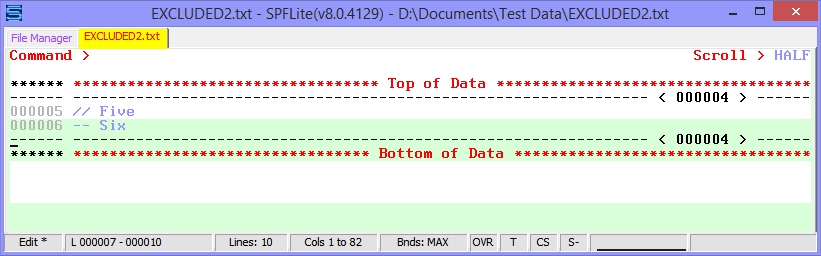 EXCLUDED2.txt - SPFLite(v8.0.4129) - D:\Documents\Test Data\EXCLUDED2.txt
File Manager EXCLUDED2.txt
Command > Scroll > HALF
****** ************************************** Top of Data ***************************************
------ ------------------------------------------------------------------------ < 000004 > ------
000005 // Five
000006 -- Six
------ ------------------------------------------------------------------------ < 000004 > ------
****** ************************************* Bottom of Data *************************************
Edit * L 000007 - 000010 Lines: 10 Cols 1 to 82 Bnds: MAX OVR T CS S-